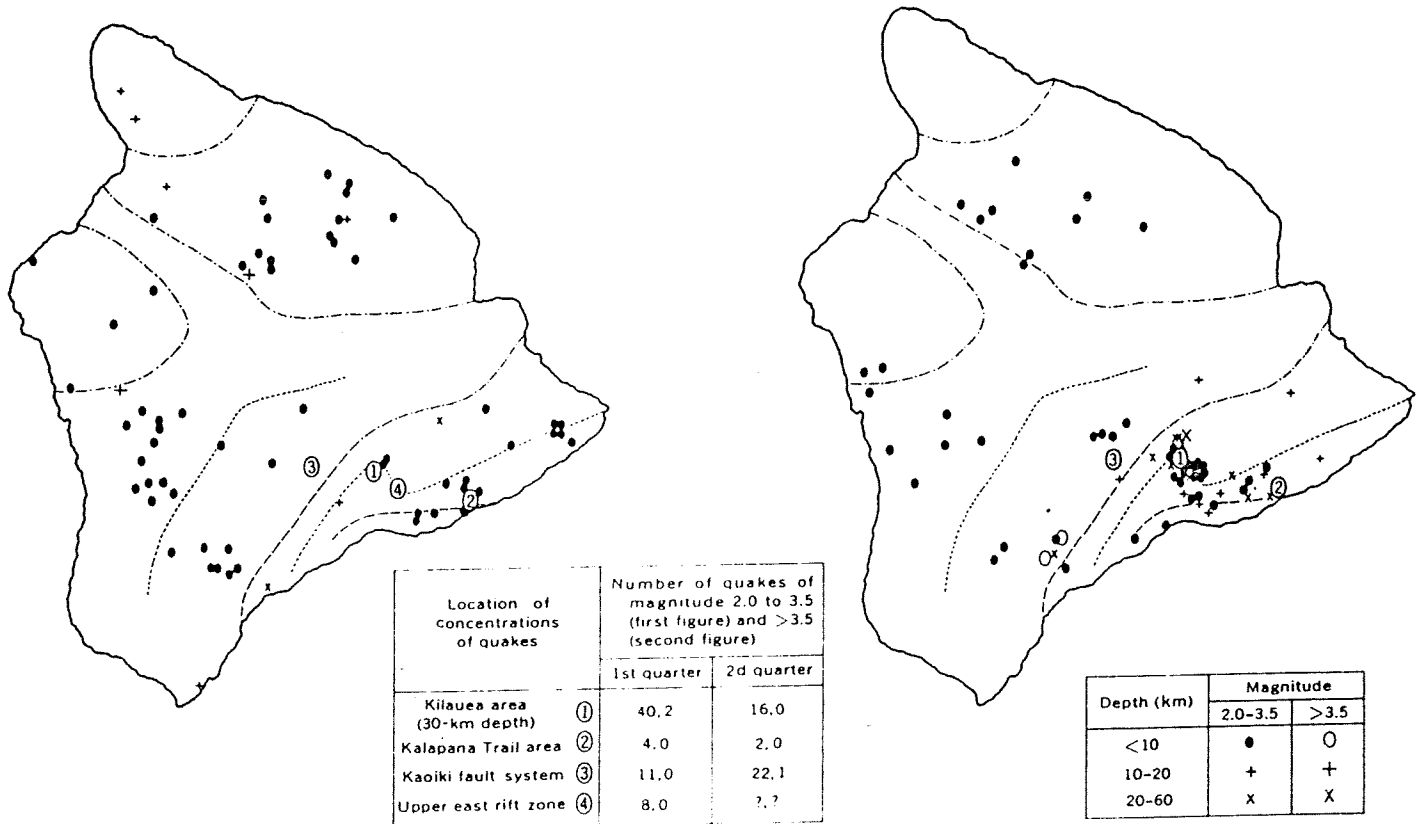 ③
①
④
②
③
①
②
Location of concentrations of quakes
Number of quakes of magnitude 2.0 to 3.5 (first figure) and >3.5 (second figure)
1st quarter 2d quarter
Kilauea area (30-km depth) ① 40,2 16,0
Kalapana Trail area ② 4,0 2,0
Kaoiki fault system ③ 11,0 22,1
Upper east rift zone ④ 8,0 ?,?
Depth (km) Magnitude
2.0-3.5 >3.5
<10
10-20
20-60